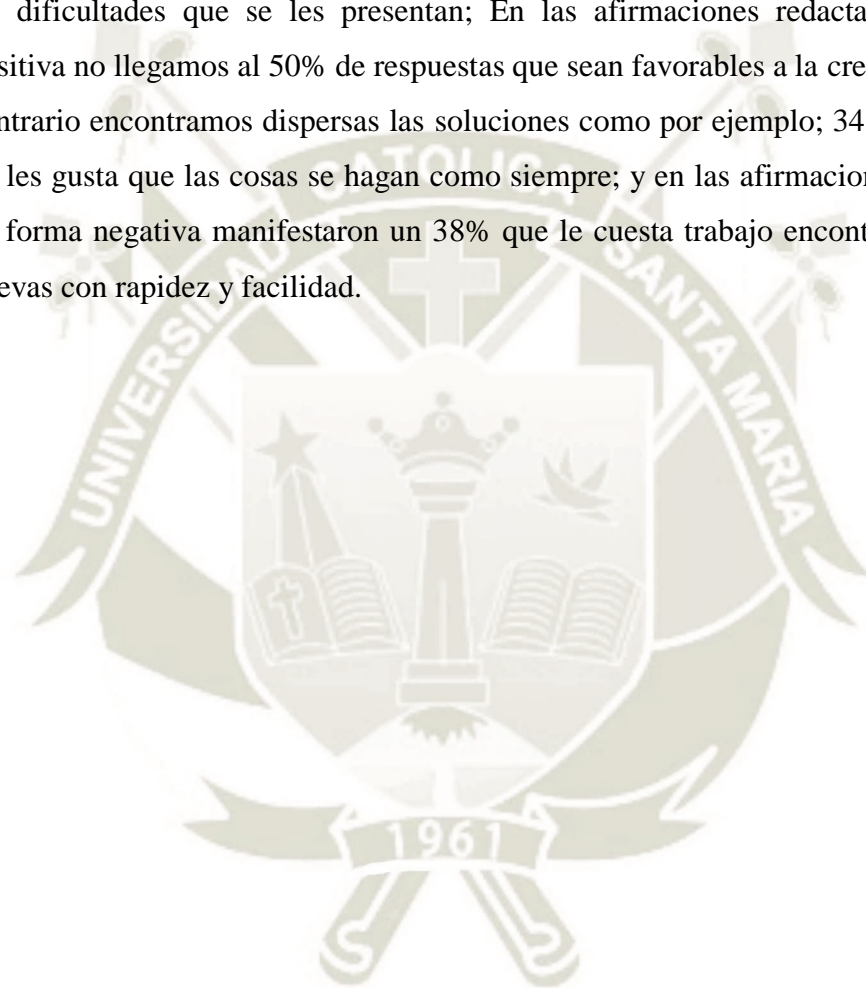 dificultades que se les presentan; En las afirmaciones redacta
sitiva no llegamos al 50% de respuestas que sean favorables a la cre
ntrario encontramos dispersas las soluciones como por ejemplo; 34
les gusta que las cosas se hagan como siempre; y en las afirmacion
forma negativa manifestaron un 38% que le cuesta trabajo encont
evas con rapidez y facilidad.
UNIVERSIDAD CATOLICA SANTA MARIA
1961